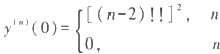 y⁽ⁿ⁾(0)={[(n-2)!!]², n
0, n